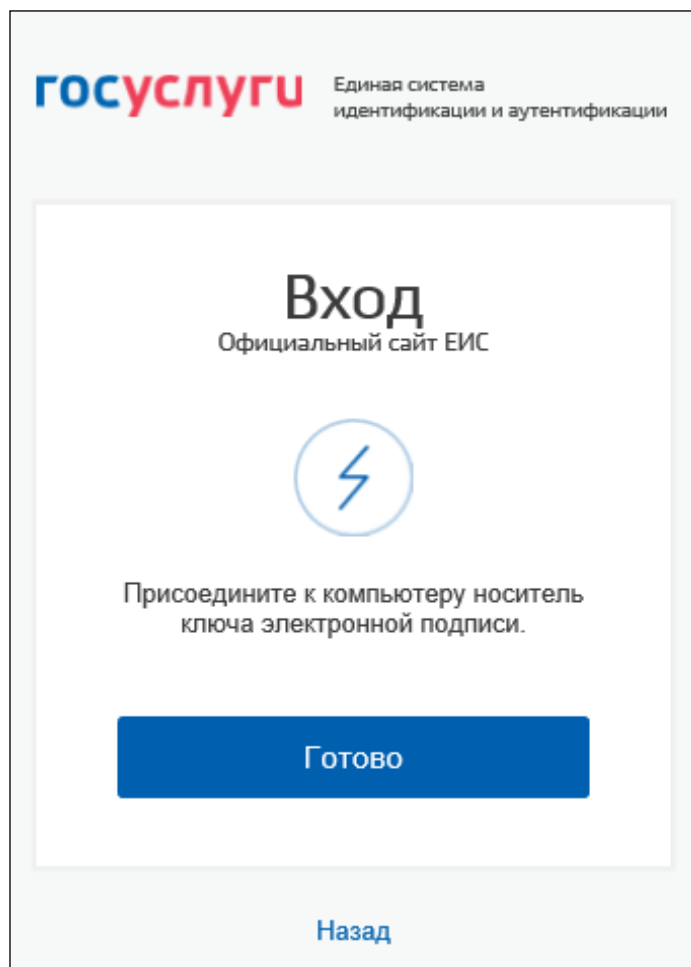 госуслуги
Единая система
идентификации и аутентификации
Вход
Официальный сайт ЕИС
Присоедините к компьютеру носитель
ключа электронной подписи.
Готово
Назад